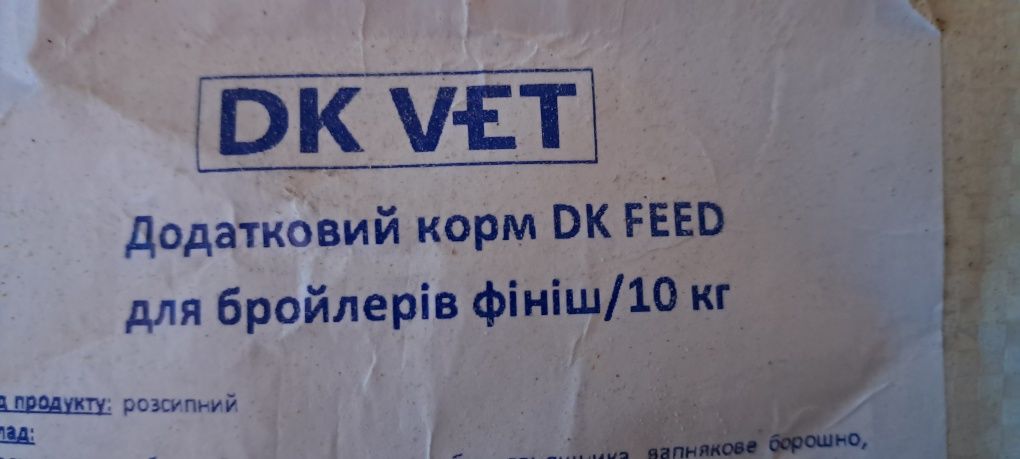 DK VET
Додатковий корм DK FEED
для бройлерів фініш/10 кг
продукту: розсипний
вапнякове борошно,